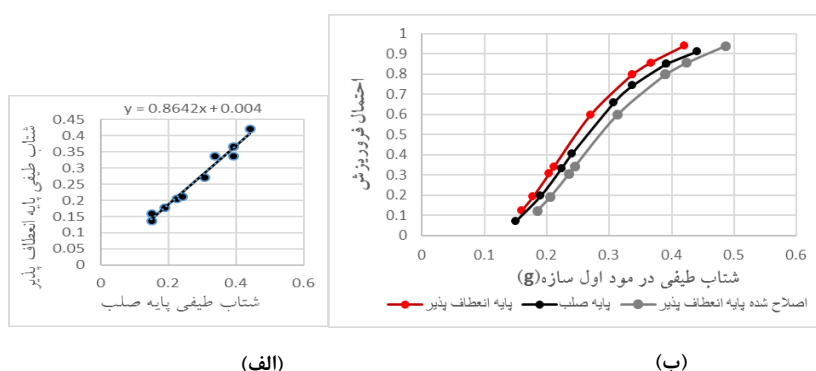 y = 0.8642x + 0.004
شتاب طیفی پایه انعطاف پذیر
0.45
0.4
0.35
0.3
0.25
0.2
0.15
0.1
0.05
0
0 0.2 0.4 0.6
شتاب طیفی پایه صلب
(الف)
احتمال فروریزش
1
0.9
0.8
0.7
0.6
0.5
0.4
0.3
0.2
0.1
0
0 0.1 0.2 0.3 0.4 0.5 0.6
شتاب طیفی در مود اول سازه(g)
پایه انعطاف پذیر پایه صلب اصلاح شده پایه انعطاف پذیر
(ب)